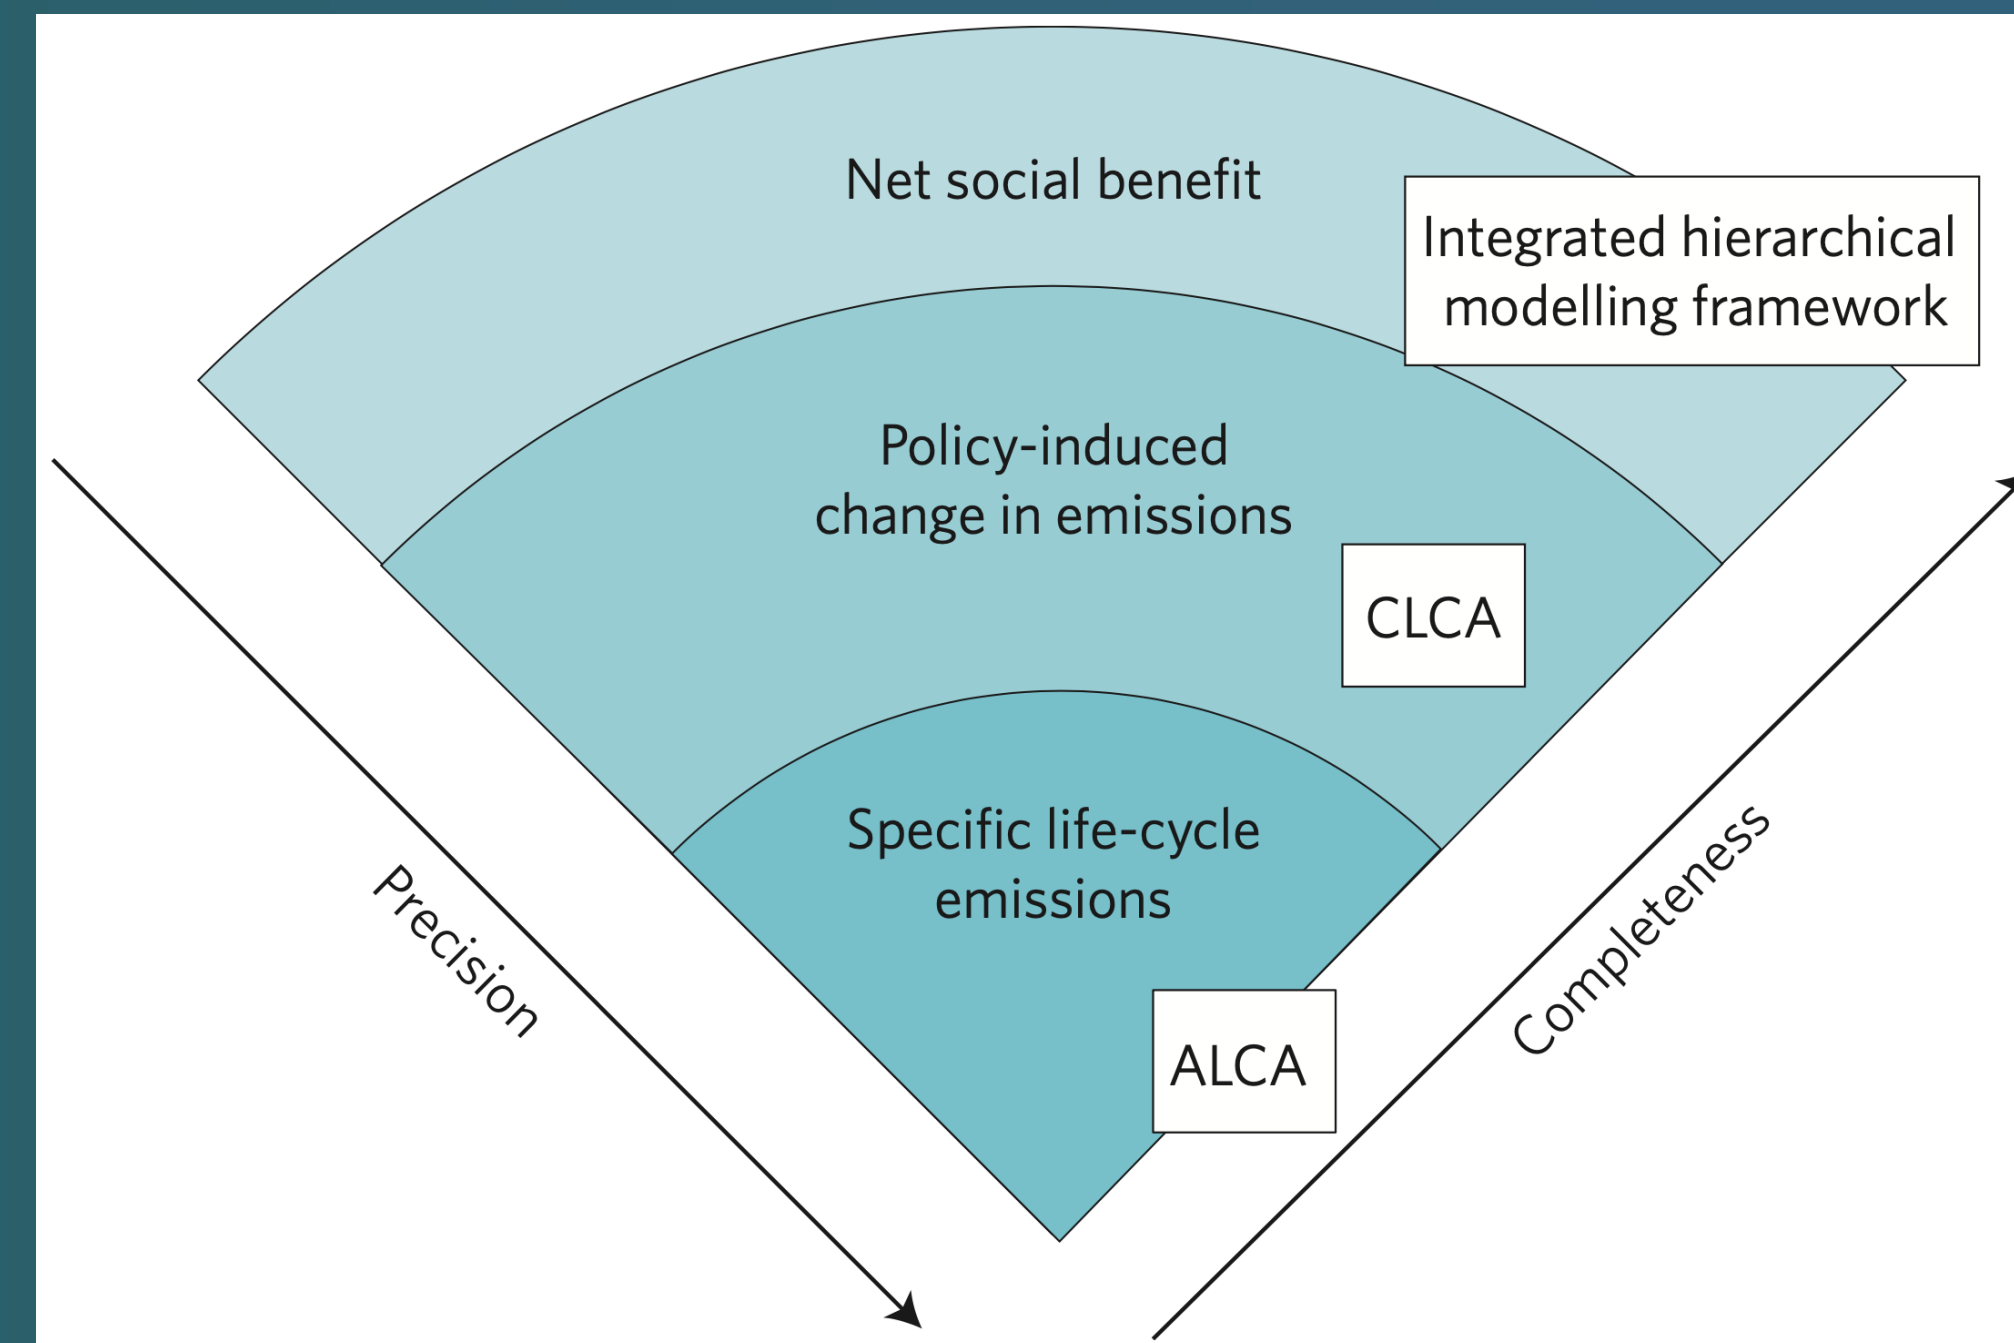 Net social benefit
Integrated hierarchical
modelling framework
Policy-induced
change in emissions
CLCA
Specific life-cycle
emissions
ALCA
Precision
Completeness